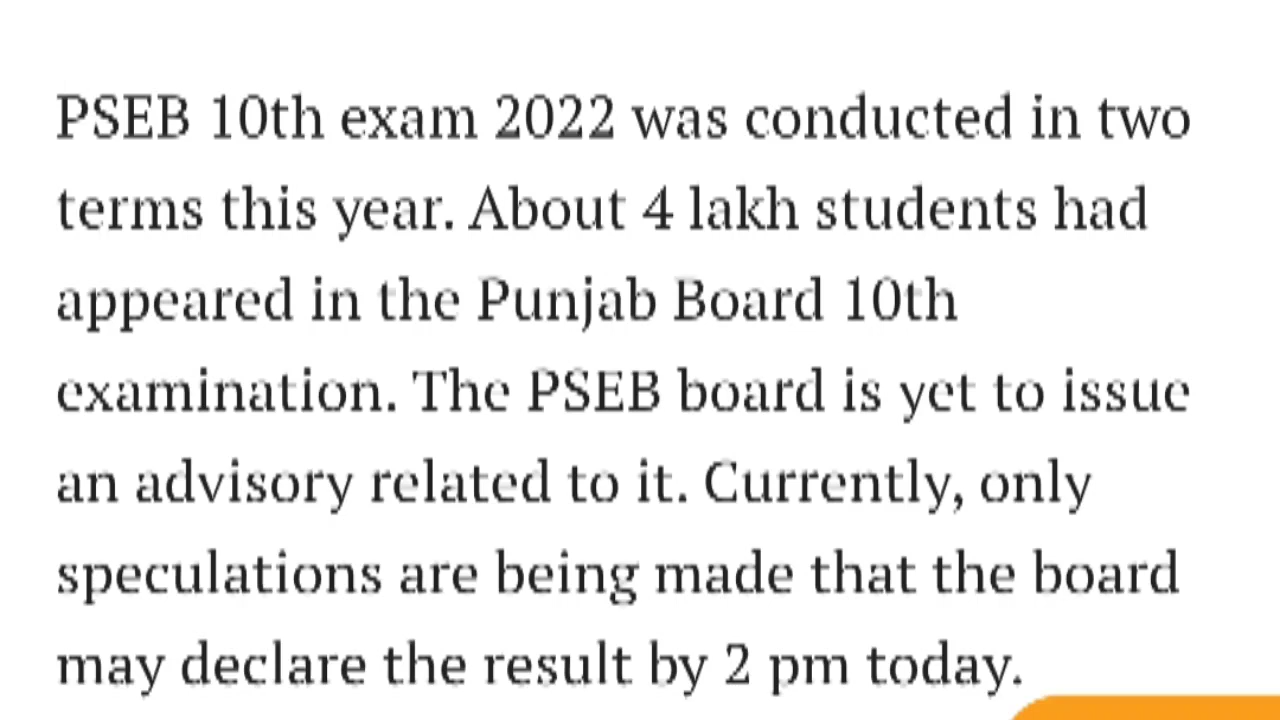 PSEB 10th exam 2022 was conducted in two
terms this year. About 4 lakh students had
appeared in the Punjab Board 10th
examination. The PSEB board is yet to issue
an advisory related to it. Currently, only
speculations are being made that the board
may declare the result by 2 pm today.